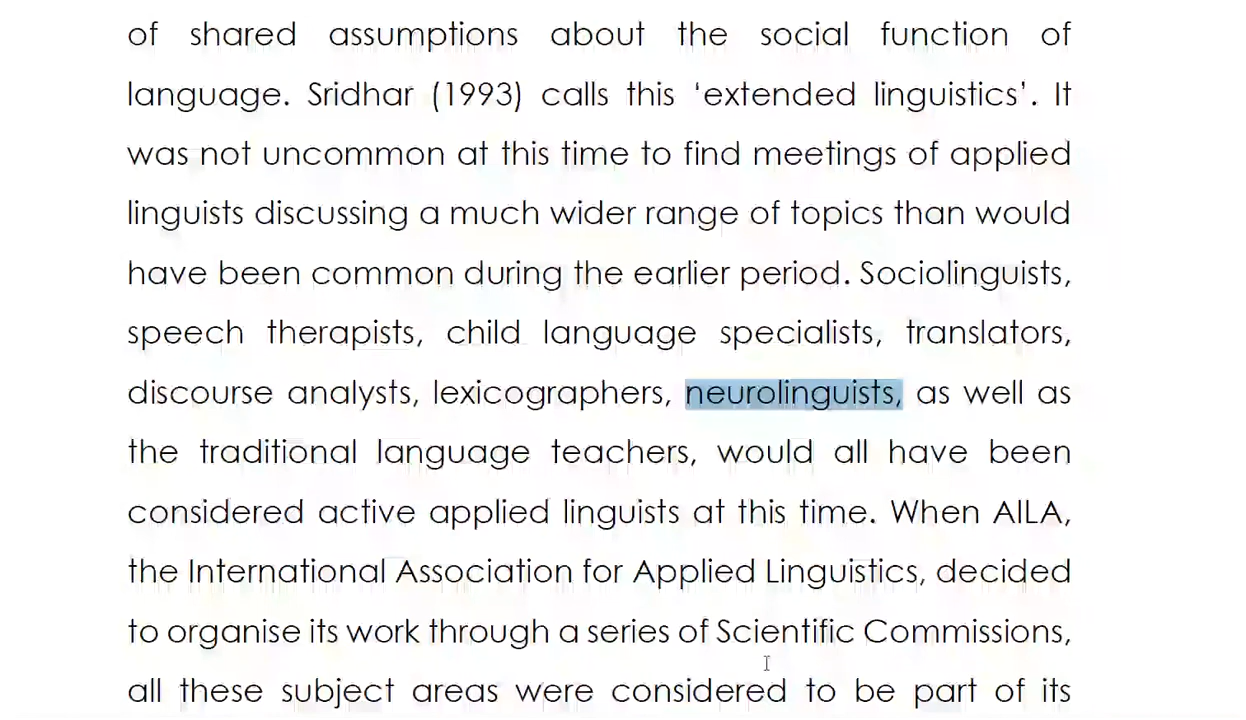 of shared assumptions about the social function of
language. Sridhar (1993) calls this ‘extended linguistics’. It
was not uncommon at this time to find meetings of applied
linguists discussing a much wider range of topics than would
have been common during the earlier period. Sociolinguists,
speech therapists, child language specialists, translators,
discourse analysts, lexicographers, neurolinguists, as well as
the traditional language teachers, would all have been
considered active applied linguists at this time. When AILA,
the International Association for Applied Linguistics, decided
to organise its work through a series of Scientific Commissions,
all these subject areas were considered to be part of its